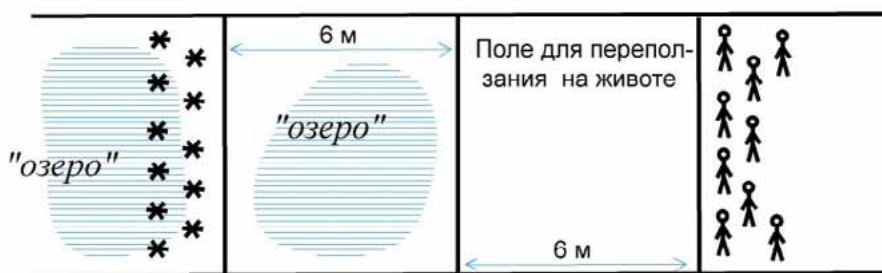 "озеро"
6 м
"озеро"
Поле для перепол-
зания на животе
6 м